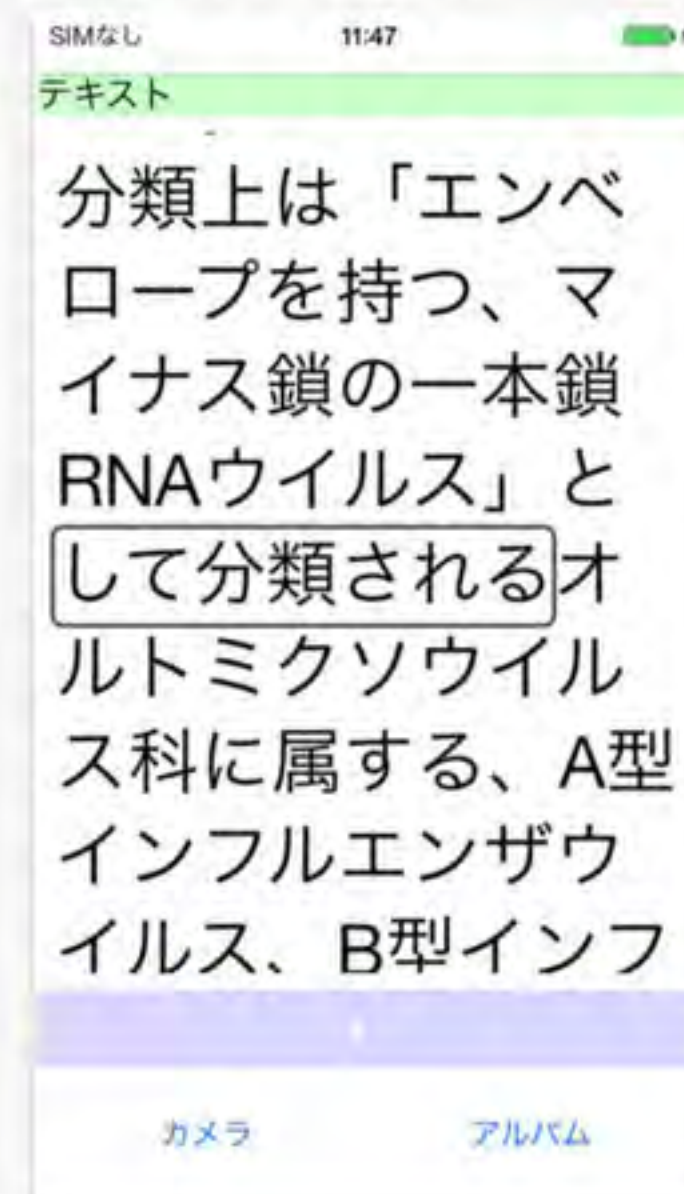 SIMなし 11:47
テキスト
分類上は「エンベ
ロープを持つ、マ
イナス鎖の一本鎖
RNAウイルス」と
して分類されるオ
ルトミクソウイル
ス科に属する、A型
インフルエンザウ
イルス、B型インフ
カメラ アルバム